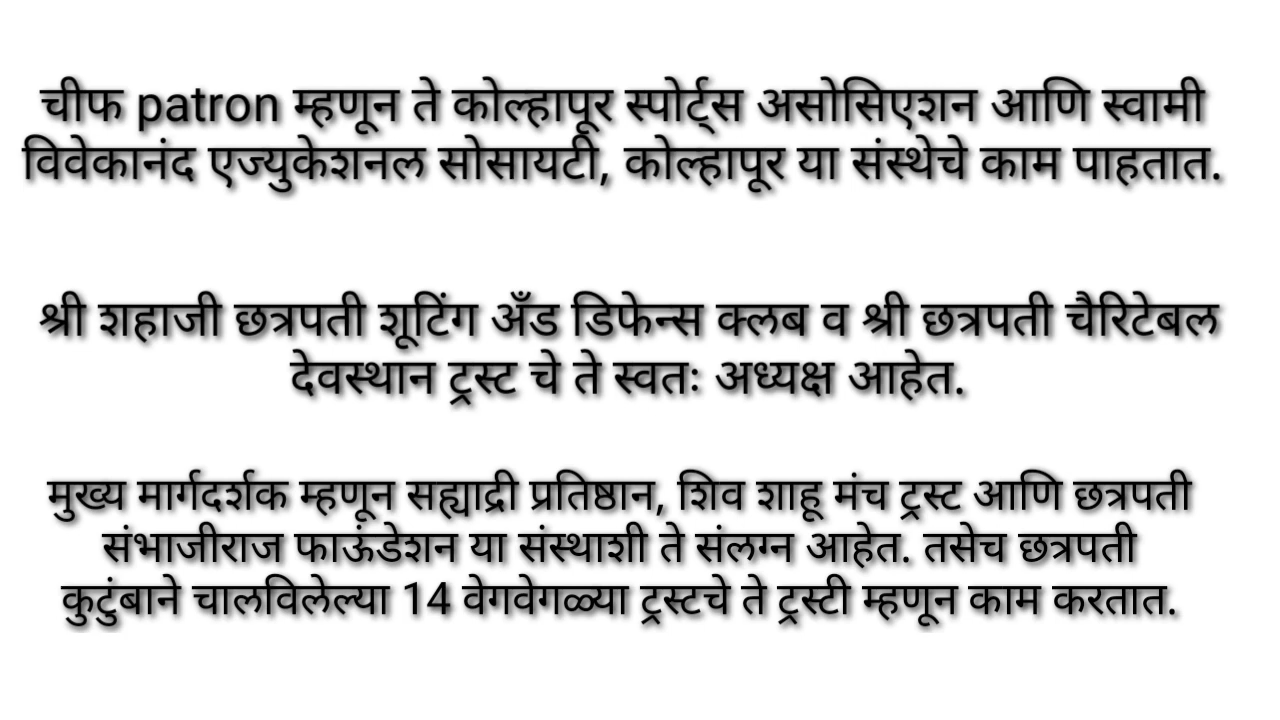 चीफ patron म्हणून ते कोल्हापूर स्पोर्ट्स असोसिएशन आणि स्वामी
विवेकानंद एज्युकेशनल सोसायटी, कोल्हापूर या संस्थेचे काम पाहतात.
श्री शहाजी छत्रपती शूटिंग अँड डिफेन्स क्लब व श्री छत्रपती चैरिटेबल
देवस्थान ट्रस्ट चे ते स्वतः अध्यक्ष आहेत.
मुख्य मार्गदर्शक म्हणून सह्याद्री प्रतिष्ठान, शिव शाहू मंच ट्रस्ट आणि छत्रपती
संभाजीराज फाऊंडेशन या संस्थाशी ते संलग्न आहेत. तसेच छत्रपती
कुटुंबाने चालविलेल्या 14 वेगवेगळ्या ट्रस्टचे ते ट्रस्टी म्हणून काम करतात.